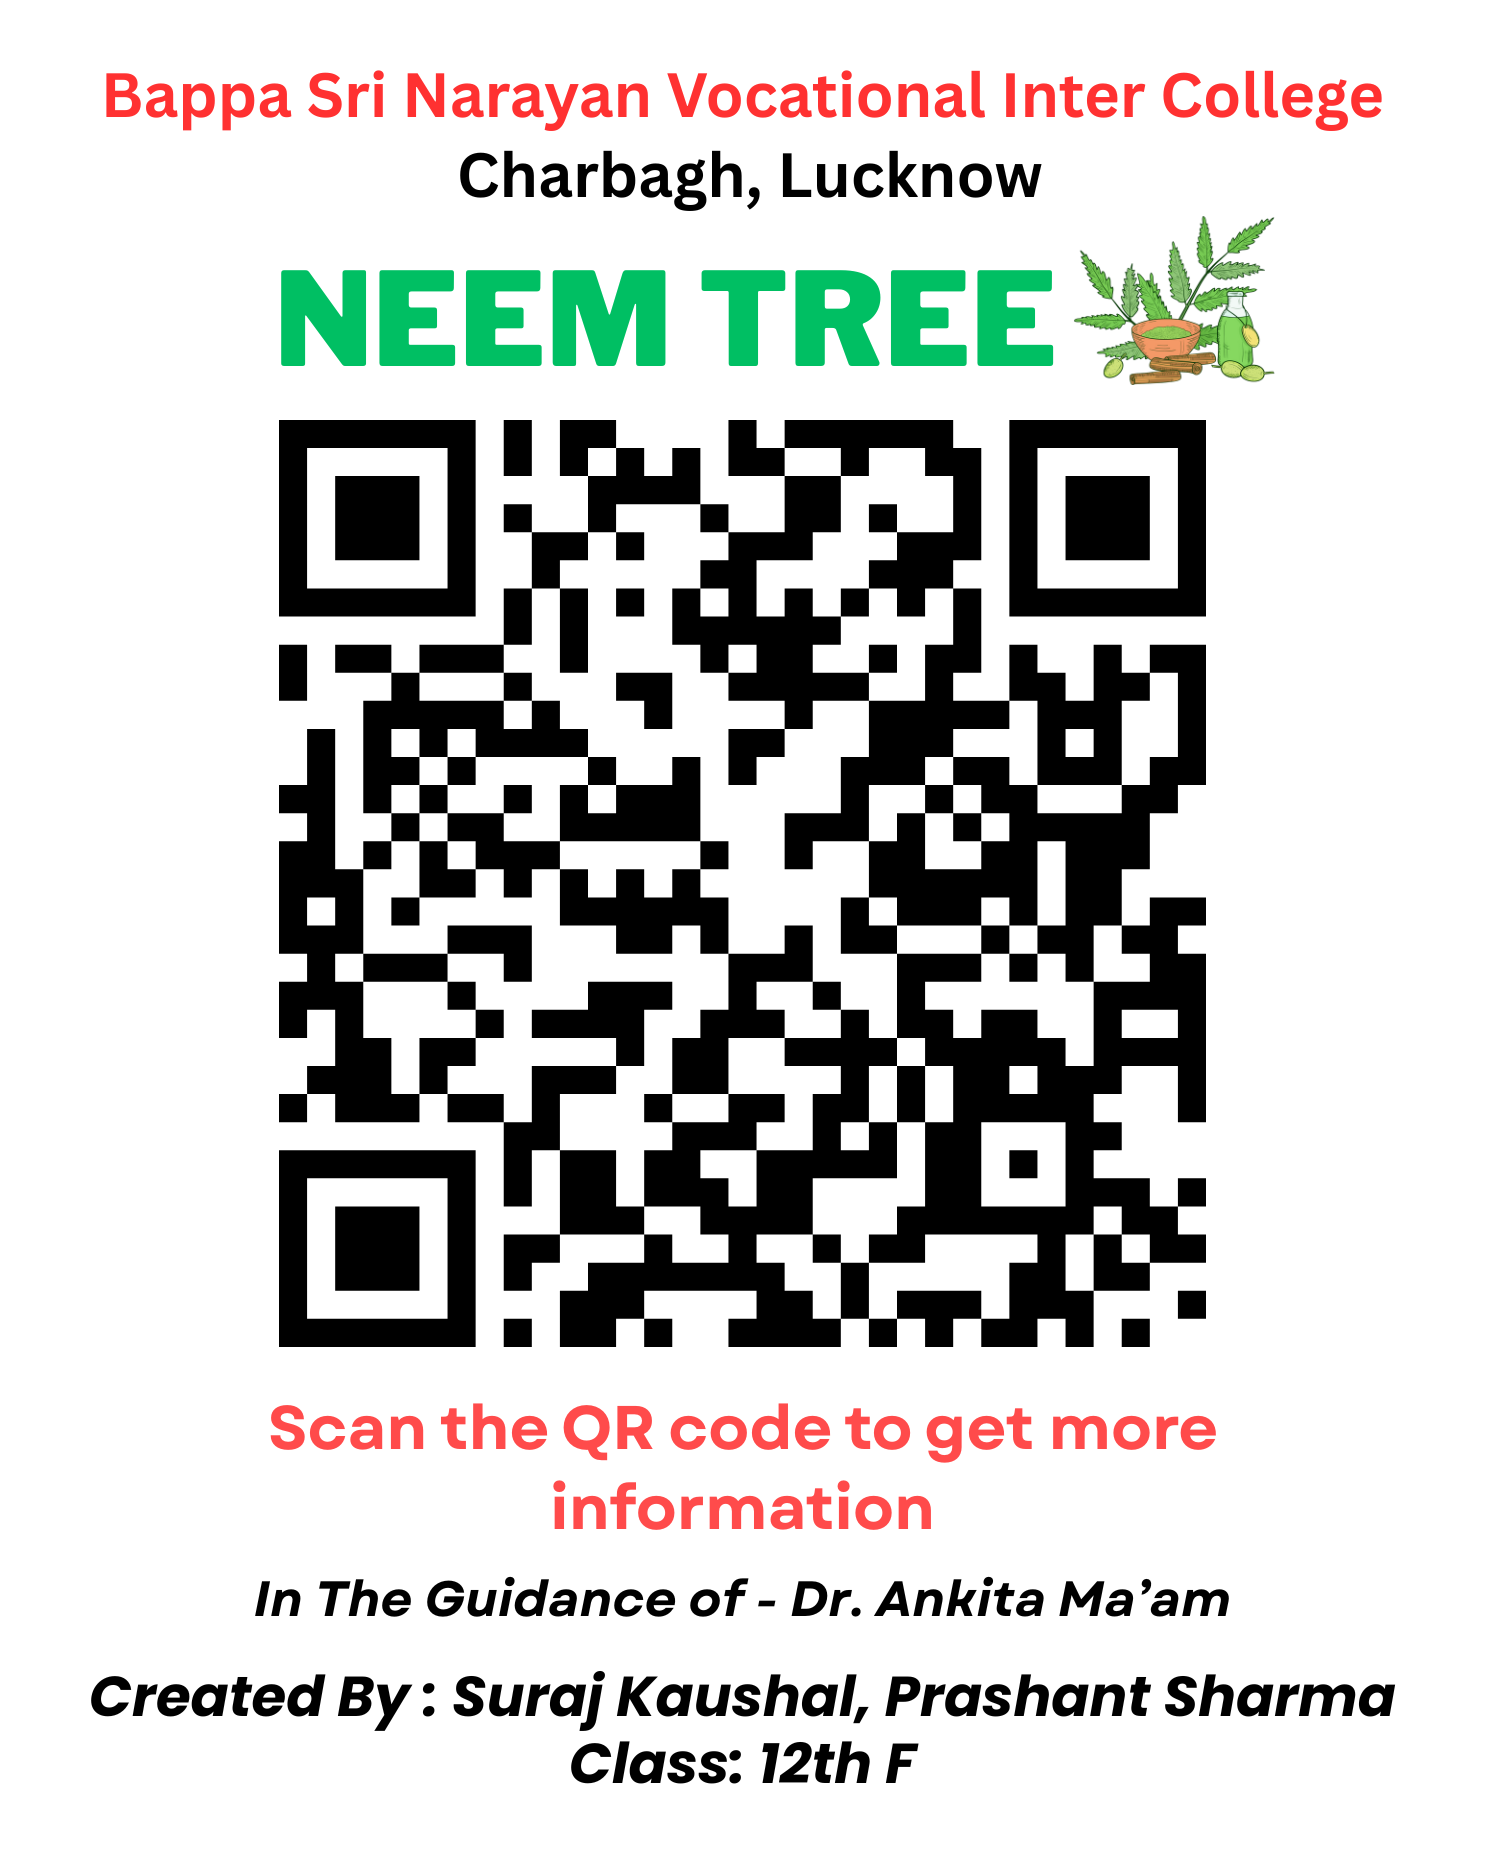 Bappa Sri Narayan Vocational Inter College
Charbagh, Lucknow
NEEM TREE
Scan the QR code to get more
information
In The Guidance of - Dr. Ankita Ma’am
Created By : Suraj Kaushal, Prashant Sharma
Class: 12th F